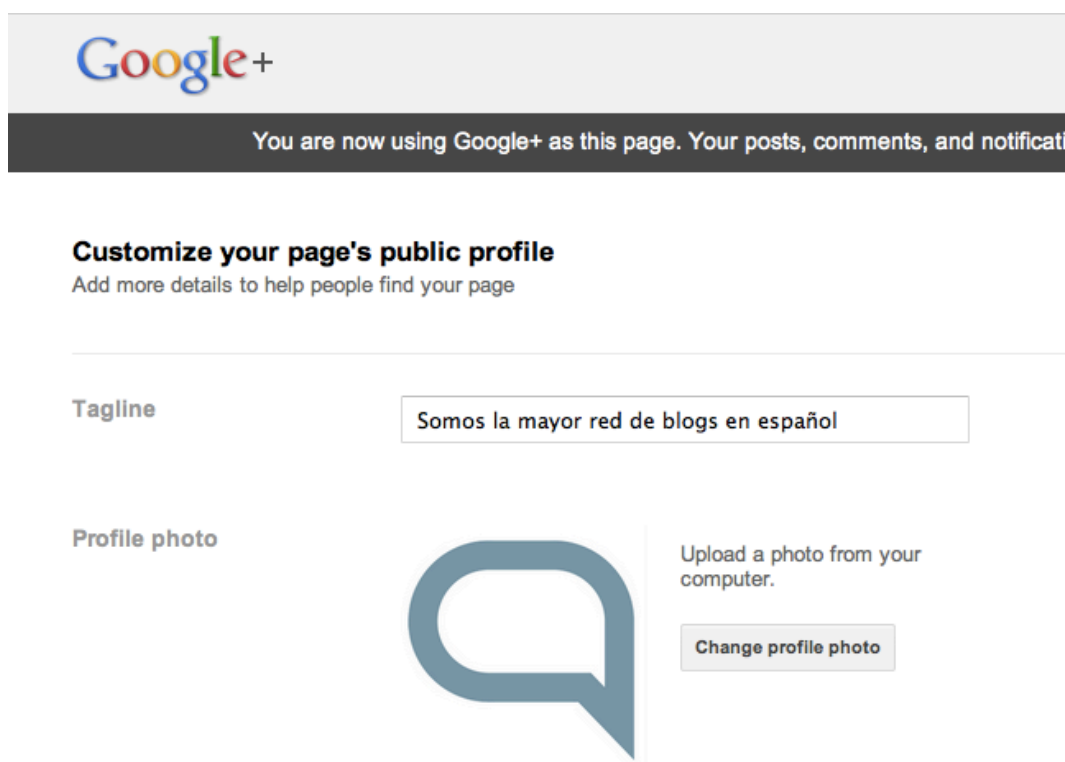 Google+
You are now using Google+ as this page. Your posts, comments, and
Customize your page's public profile
Add more details to help people find your page
Tagline
Somos la mayor red de blogs en español
Profile photo
Upload a photo from your
computer.
Change profile photo